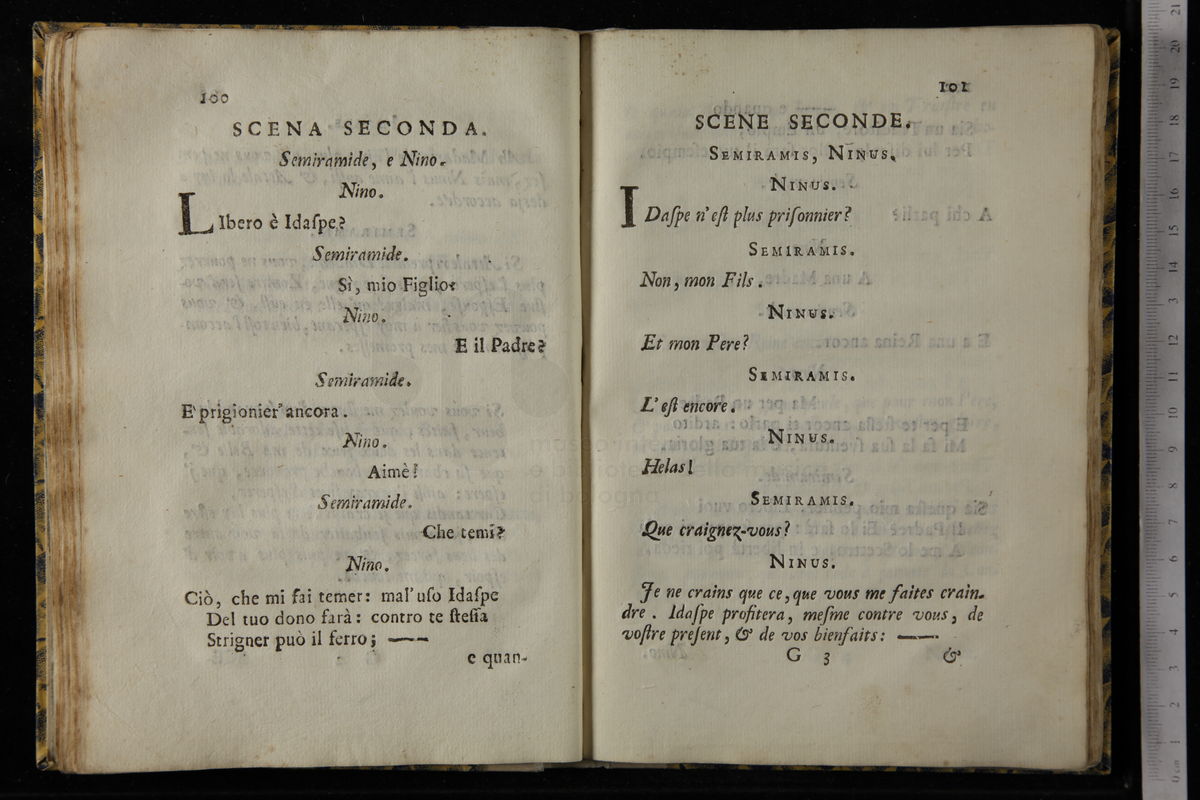 100
SCENA SECONDA.
Semiramide, e Nino.
Nino.
LIbero è Idaſpe?
Semiramide.
Sì, mio Figlio:
Nino.
E il Padre?
Semiramide.
E' prigionier' ancora.
Nino.
Aimè!
Semiramide.
Che temi?
Nino.
Ciò, che mi fai temer: mal' uſo Idaſpe
Del tuo dono farà: contro te ſteſſa
Strigner può il ferro; ——
e quan-
101
SCENE SECONDE.
SEMIRAMIS, NINUS.
NINUS.
IDaſpe n'eſt plus priſonnier?
SEMIRAMIS.
Non, mon Fils.
NINUS.
Et mon Pere?
SEMIRAMIS.
L'eſt encore.
NINUS.
Helas!
SEMIRAMIS.
Que craignez-vous?
NINUS.
Je ne crains que ce, que vous me faites crain-
dre. Idaſpe profitera, meſme contre vous, de
voſtre preſent, & de vos bienfaits: ——
G 3 &